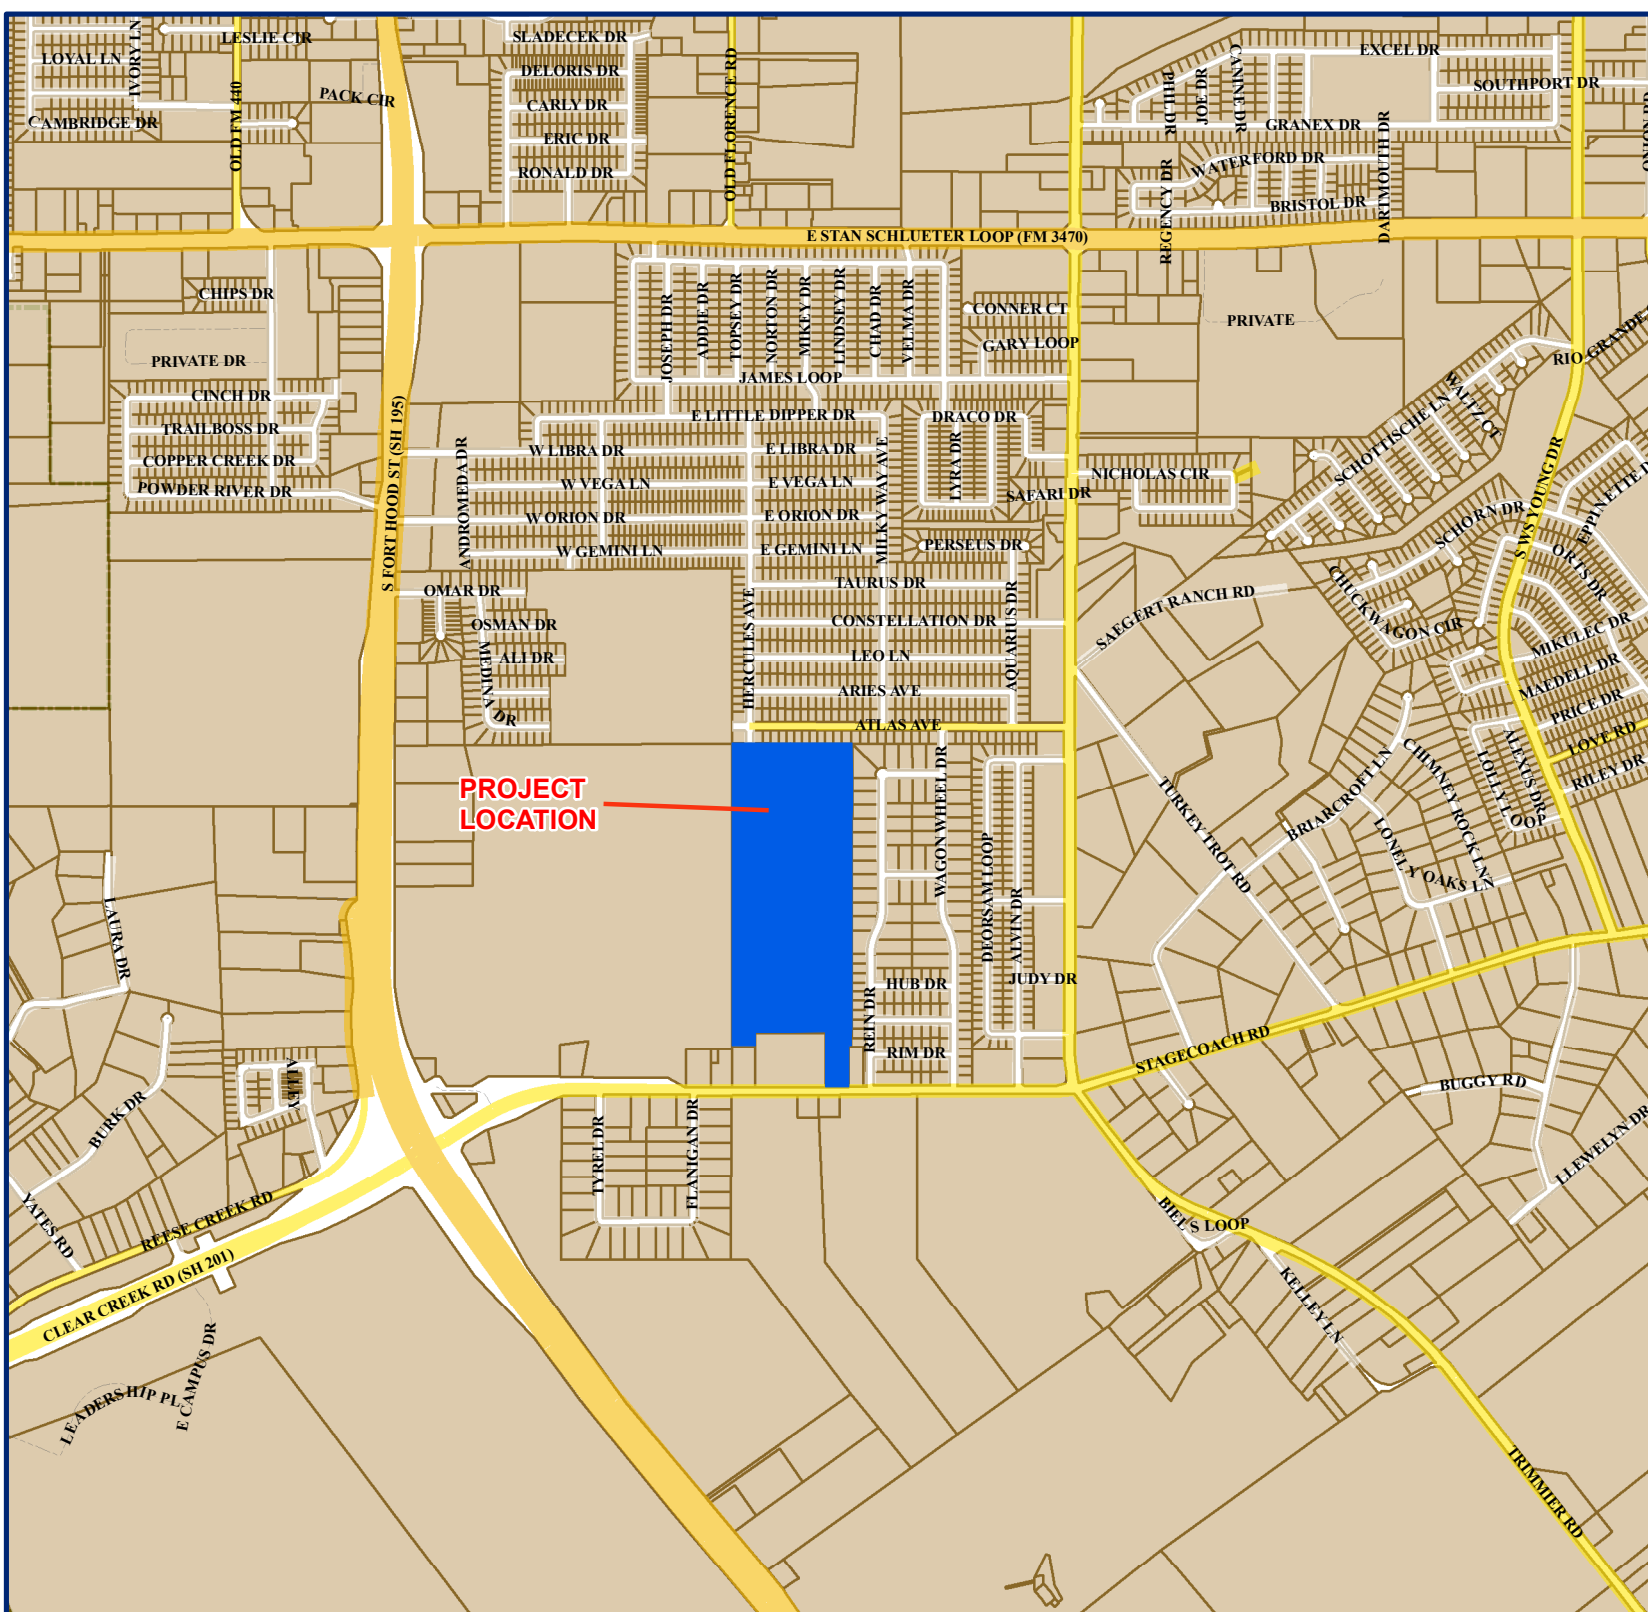 LESLIE CIR
LOYAL LN
IVORY LN
CAMBRIDGE DR
OLD FM 440
PACK CIR
SLADECEK DR
DELORIS DR
CARLY DR
ERIC DR
RONALD DR
OLD FLORENCE RD
EXCEL DR
SOUTHPORT DR
CANINE DR
JOE DR
PHIL DR
GRANEX DR
WATERFORD DR
DARTMOUTH DR
REGENCY DR
BRISTOL DR
ONION RD
E STAN SCHLUETER LOOP (FM 3470)
CHIPS DR
PRIVATE DR
CINCH DR
TRAILBOSS DR
COPPER CREEK DR
POWDER RIVER DR
S FORT HOOD ST (SH 195)
JOSEPH DR
ADDIE DR
TOPSEY DR
NORTON DR
MIKEY DR
LINDSEY DR
CHAD DR
VELMA DR
CONNER CT
GARY LOOP
JAMES LOOP
PRIVATE
RIO GRANDE
WALTZ CT
SCHOTTISCHE LN
E LITTLE DIPPER DR
DRACO DR
LYRA DR
W LIBRA DR
E LIBRA DR
W VEGA LN
E VEGA LN
W ORION DR
E ORION DR
W GEMINI LN
E GEMINI LN
ANDROMEDA DR
MILKY WAY AVE
SAFARI DR
NICHOLAS CIR
PERSEUS DR
S WS YOUNG DR
EPPINETTE D
SCHORN DR
ORTS DR
CHUCKWAGON CIR
MIKULEC DR
MAEDELL DR
PRICE DR
LOVE RD
RILEY DR
ALEXUS DR
LOLLY LOOP
OMAR DR
OSMAN DR
ALI DR
MEDINA DR
TAURUS DR
CONSTELLATION DR
LEO LN
ARIES AVE
ATLAS AVE
HERCULES AVE
AQUARIUS DR
SAEGERT RANCH RD
TURKEY TROT RD
BRIARCROFT LN
CHIMNEY ROCK LN
LONELY OAKS LN
PROJECT
LOCATION
WAGONWHEEL DR
DEORSAM LOOP
ALVIN DR
JUDY DR
HUB DR
REIN DR
RIM DR
STAGECOACH RD
BUGGY RD
LLEWELYN DR
LAURA DR
BURK DR
ALLEY
YATES RD
REESE CREEK RD
CLEAR CREEK RD (SH 201)
TYREL DR
FLANIGAN DR
BIEL S LOOP
KELLEY LN
TRIMMIER RD
LEADERSHIP PL
E CAMPUS DR